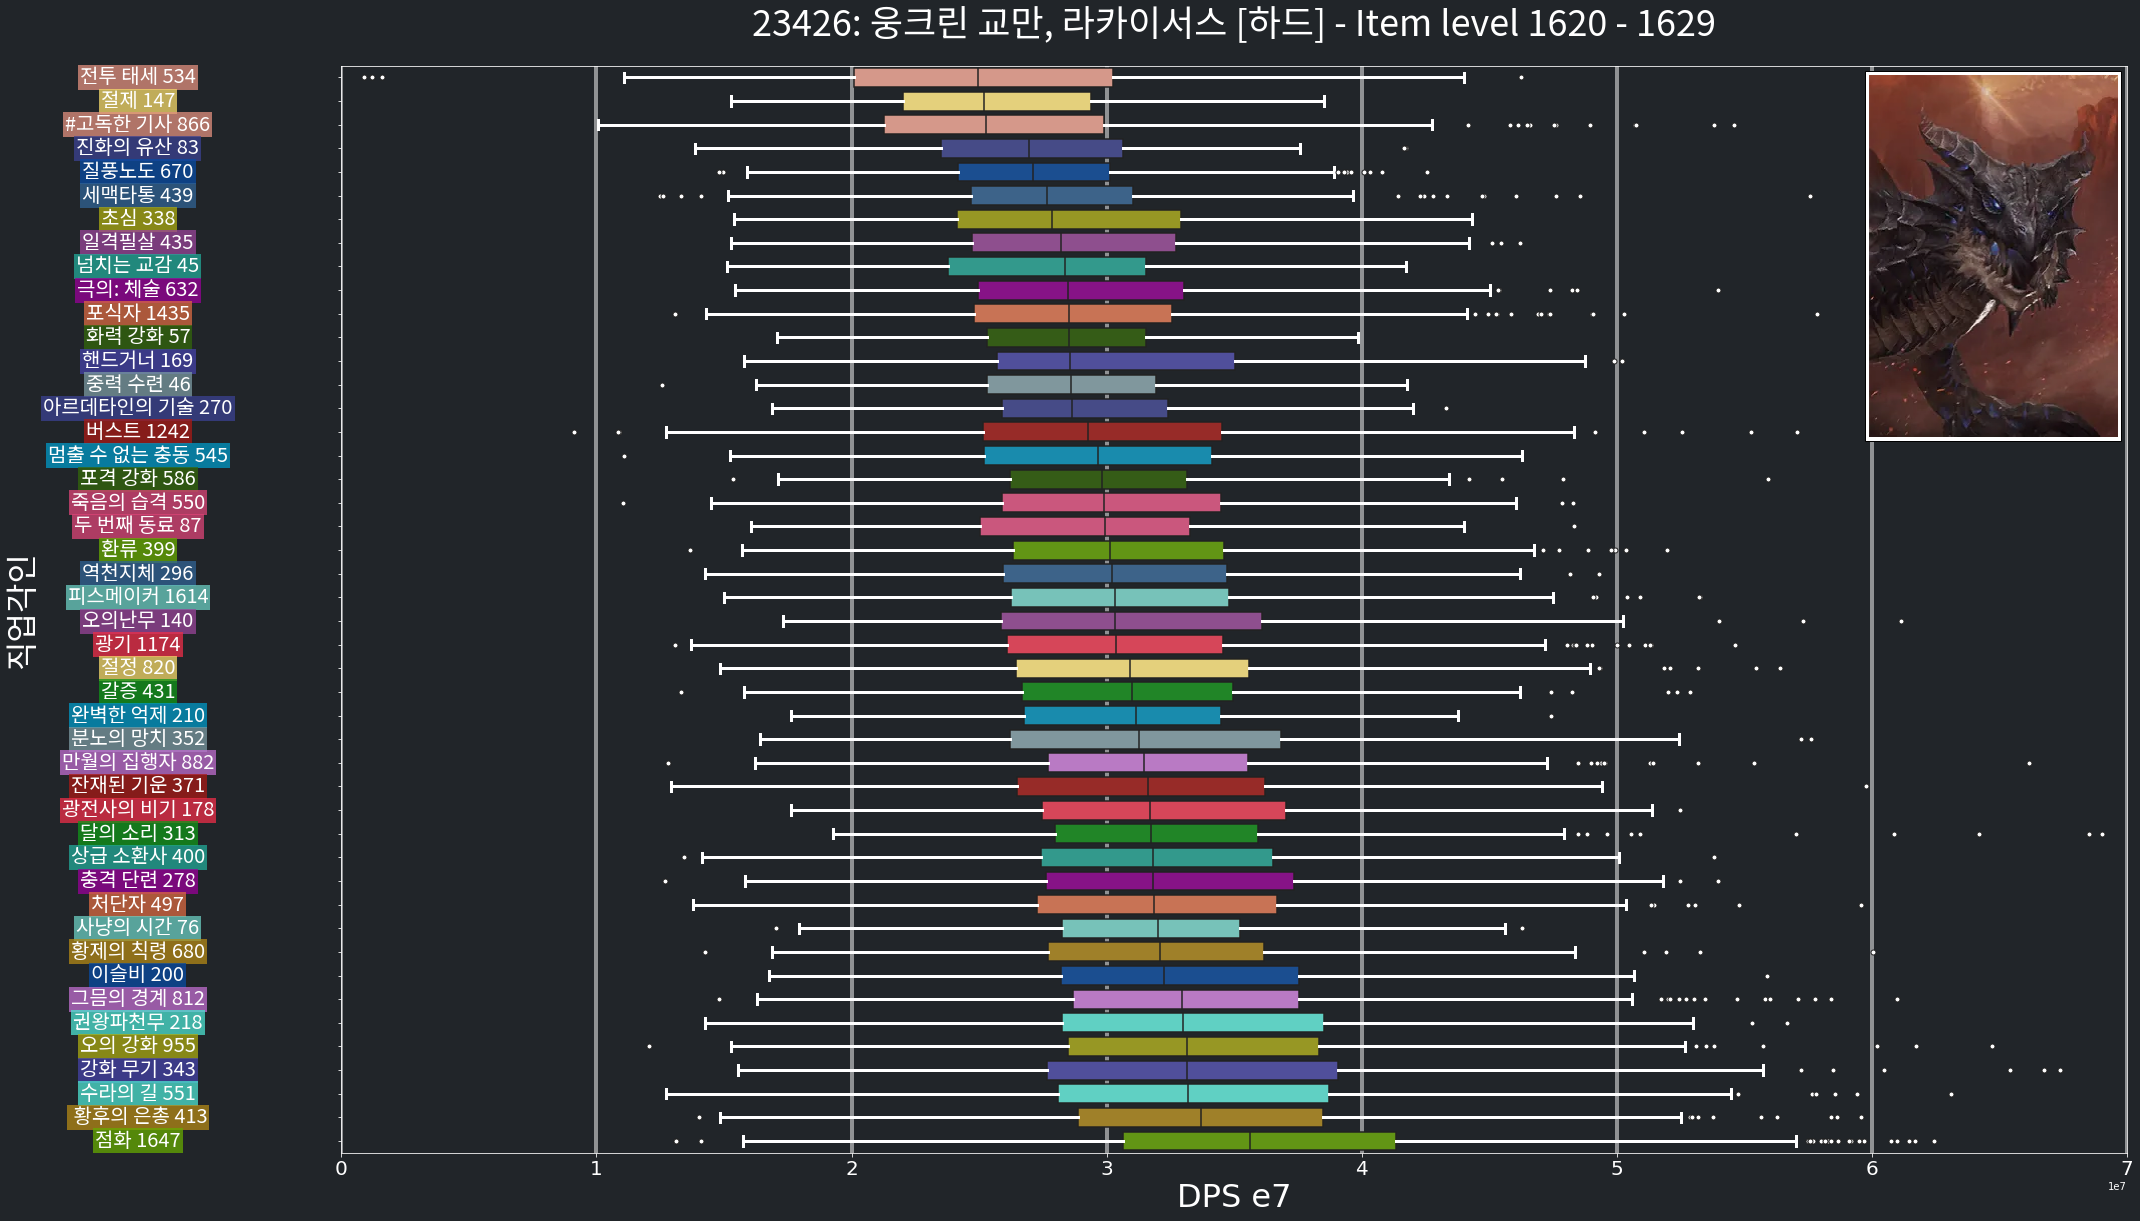 23426: 웅크린 교만, 라카이서스 [하드] - Item level 1620 - 1629
전투 태세 534
절제 147
#고독한 기사 866
진화의 유산 83
질풍노도 670
세맥타통 439
초심 338
일격필살 435
넘치는 교감 45
극의: 체술 632
포식자 1435
화력 강화 57
핸드거너 169
중력 수련 46
아르데타인의 기술 270
버스트 1242
멈출 수 없는 충동 545
포격 강화 586
죽음의 습격 550
두 번째 동료 87
환류 399
역천지체 296
피스메이커 1614
오의난무 140
광기 1174
절정 820
갈증 431
완벽한 억제 210
분노의 망치 352
만월의 집행자 882
잔재된 기운 371
광전사의 비기 178
달의 소리 313
상급 소환사 400
충격 단련 278
처단자 497
사냥의 시간 76
황제의 칙령 680
이슬비 200
그믐의 경계 812
권왕파천무 218
오의 강화 955
강화 무기 343
수라의 길 551
황후의 은총 413
점화 1647
직업각인
0 1 2 3 4 5 6 7
1e7
DPS e7